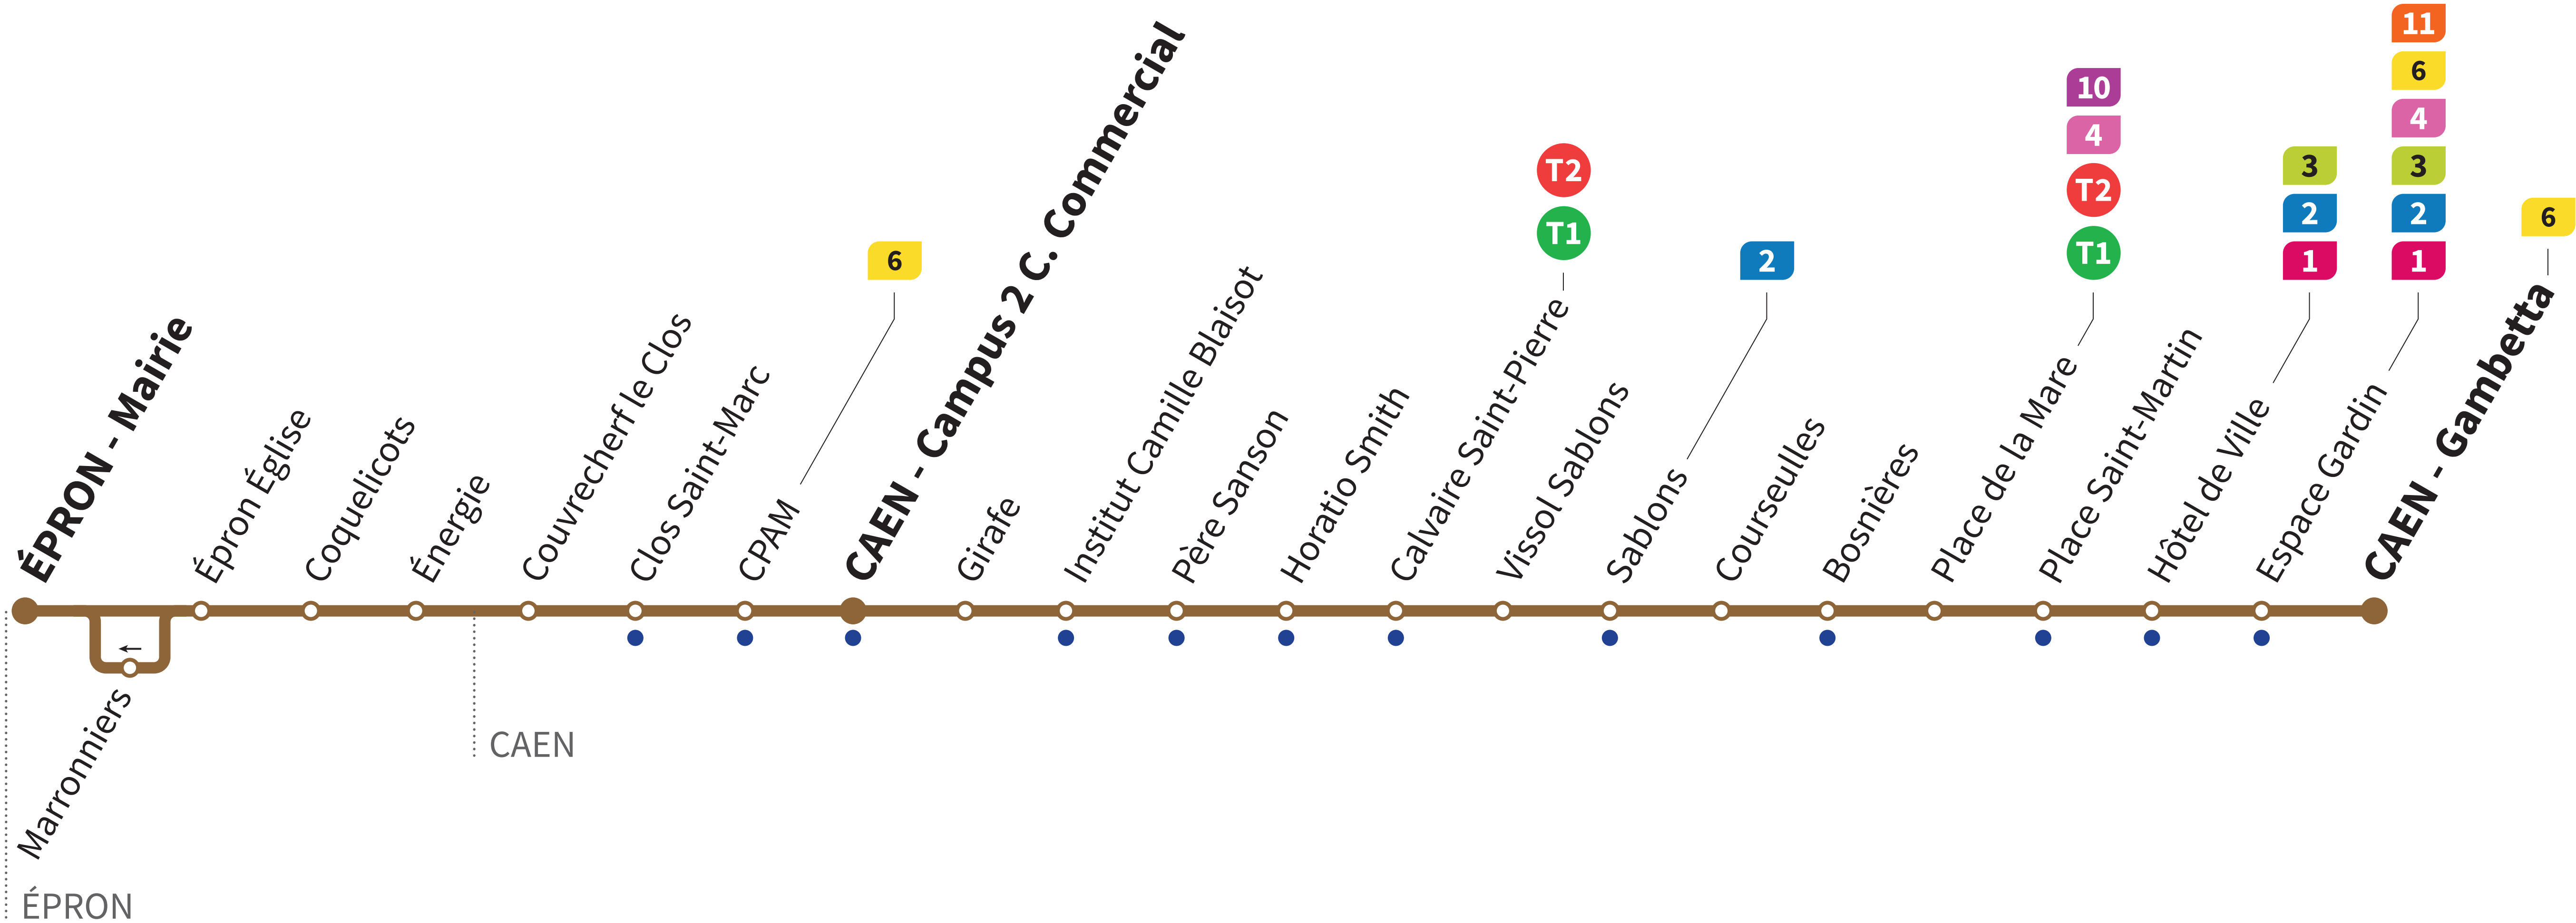 ÉPRON - Mairie
Marronniers
Épron Église
Coquelicots
Énergie
Couvrecherf le Clos
Clos Saint-Marc
CPAM
6
CAEN - Campus 2 C. Commercial
Girafe
Institut Camille Blaisot
Père Sanson
Horatio Smith
Calvaire Saint-Pierre
T2
T1
Vissol Sablons
Sablons
2
Courseulles
Bosnières
Place de la Mare
10
4
T2
T1
Place Saint-Martin
Hôtel de Ville
3
2
1
Espace Gardin
11
6
4
3
2
1
CAEN - Gambetta
6
CAEN
ÉPRON